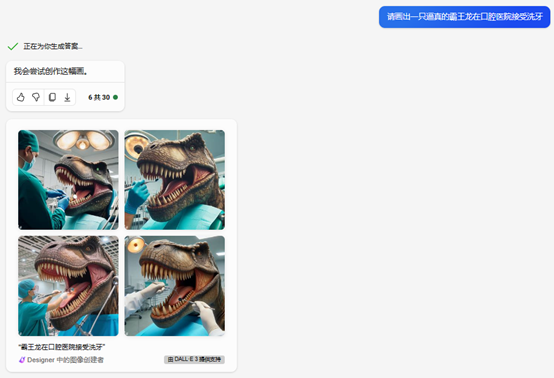 请画出一只逼真的霸王龙在口腔医院接受洗牙
正在为你生成答案...
我会尝试创作这幅画。
6 共 30
“霸王龙在口腔医院接受洗牙”
Designer 中的图像创建者
由 DALL·E 3 提供支持